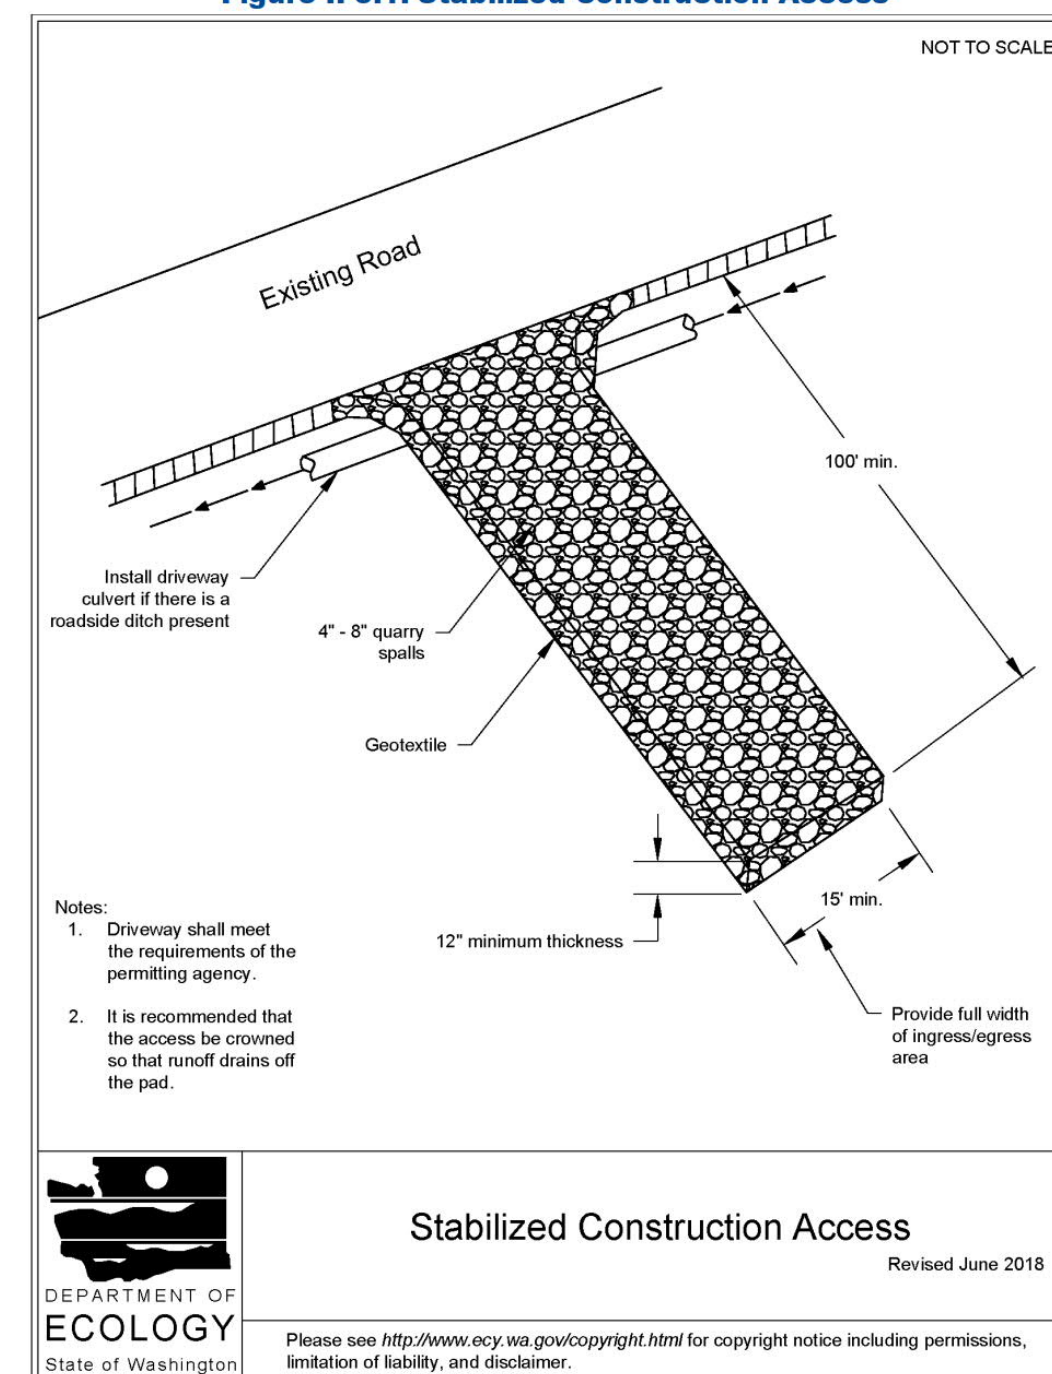 Stabilized Construction Access
NOT TO SCALE
Existing Road
100' min.
Install driveway
culvert if there is a
roadside ditch present
4" - 8" quarry
spalls
Geotextile
15' min.
12" minimum thickness
Provide full width
of ingress/egress
area
Notes:
1. Driveway shall meet
the requirements of the
permitting agency.
2. It is recommended that
the access be crowned
so that runoff drains off
the pad.
DEPARTMENT OF
ECOLOGY
State of Washington
Stabilized Construction Access
Revised June 2018
Please see http://www.ecy.wa.gov/copyright.html for copyright notice including permissions,
limitation of liability, and disclaimer.